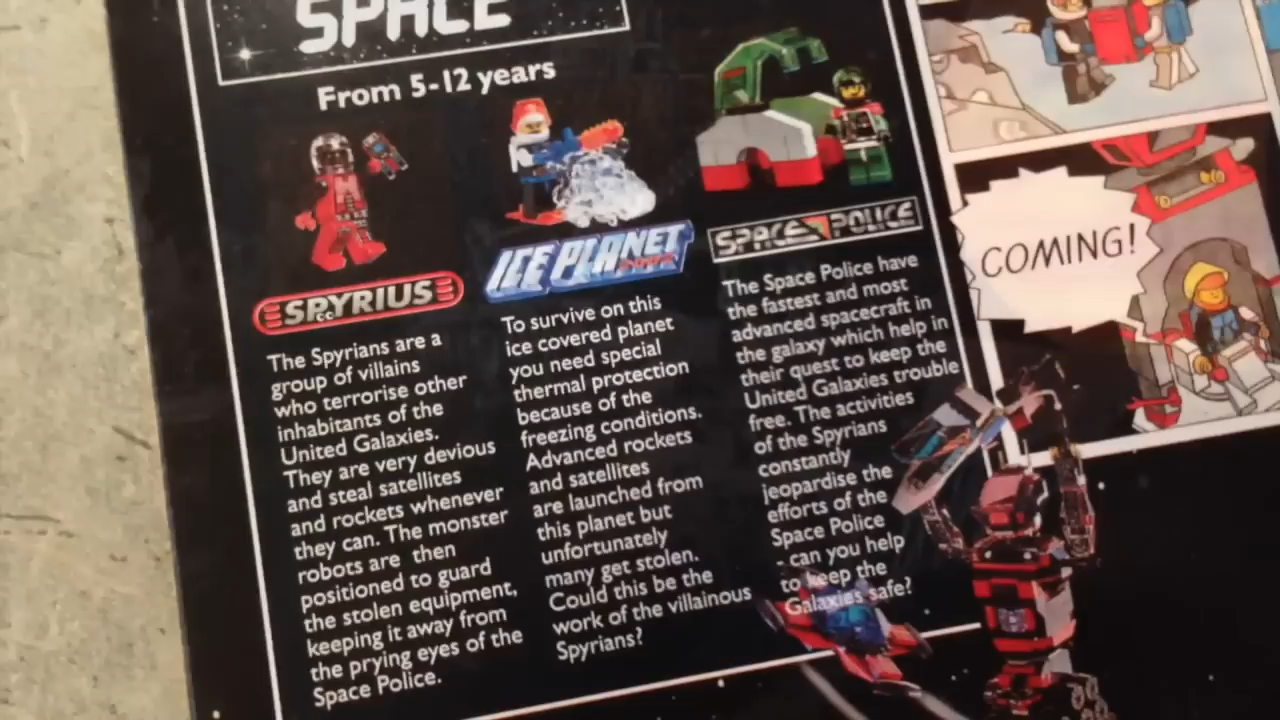 SPACE
From 5-12 years
SPYRIUS
The Spyrians are a
group of villains
who terrorise other
inhabitants of the
United Galaxies.
They are very devious
and steal satellites
and rockets whenever
they can. The monster
robots are then
positioned to guard
the stolen equipment,
keeping it away from
the prying eyes of the
Space Police.
ICE PLANET
2002
To survive on this
ice covered planet
you need special
thermal protection
because of the
freezing conditions.
Advanced rockets
and satellites
are launched from
this planet but
unfortunately
many get stolen.
Could this be the
work of the villainous
Spyrians?
SPACE POLICE
The Space Police have
the fastest and most
advanced spacecraft in
the galaxy which help in
their quest to keep the
United Galaxies trouble
free. The activities
of the Spyrians
constantly
jeopardise the
efforts of the
Space Police
- can you help
to keep the
Galaxies safe?
COMING!